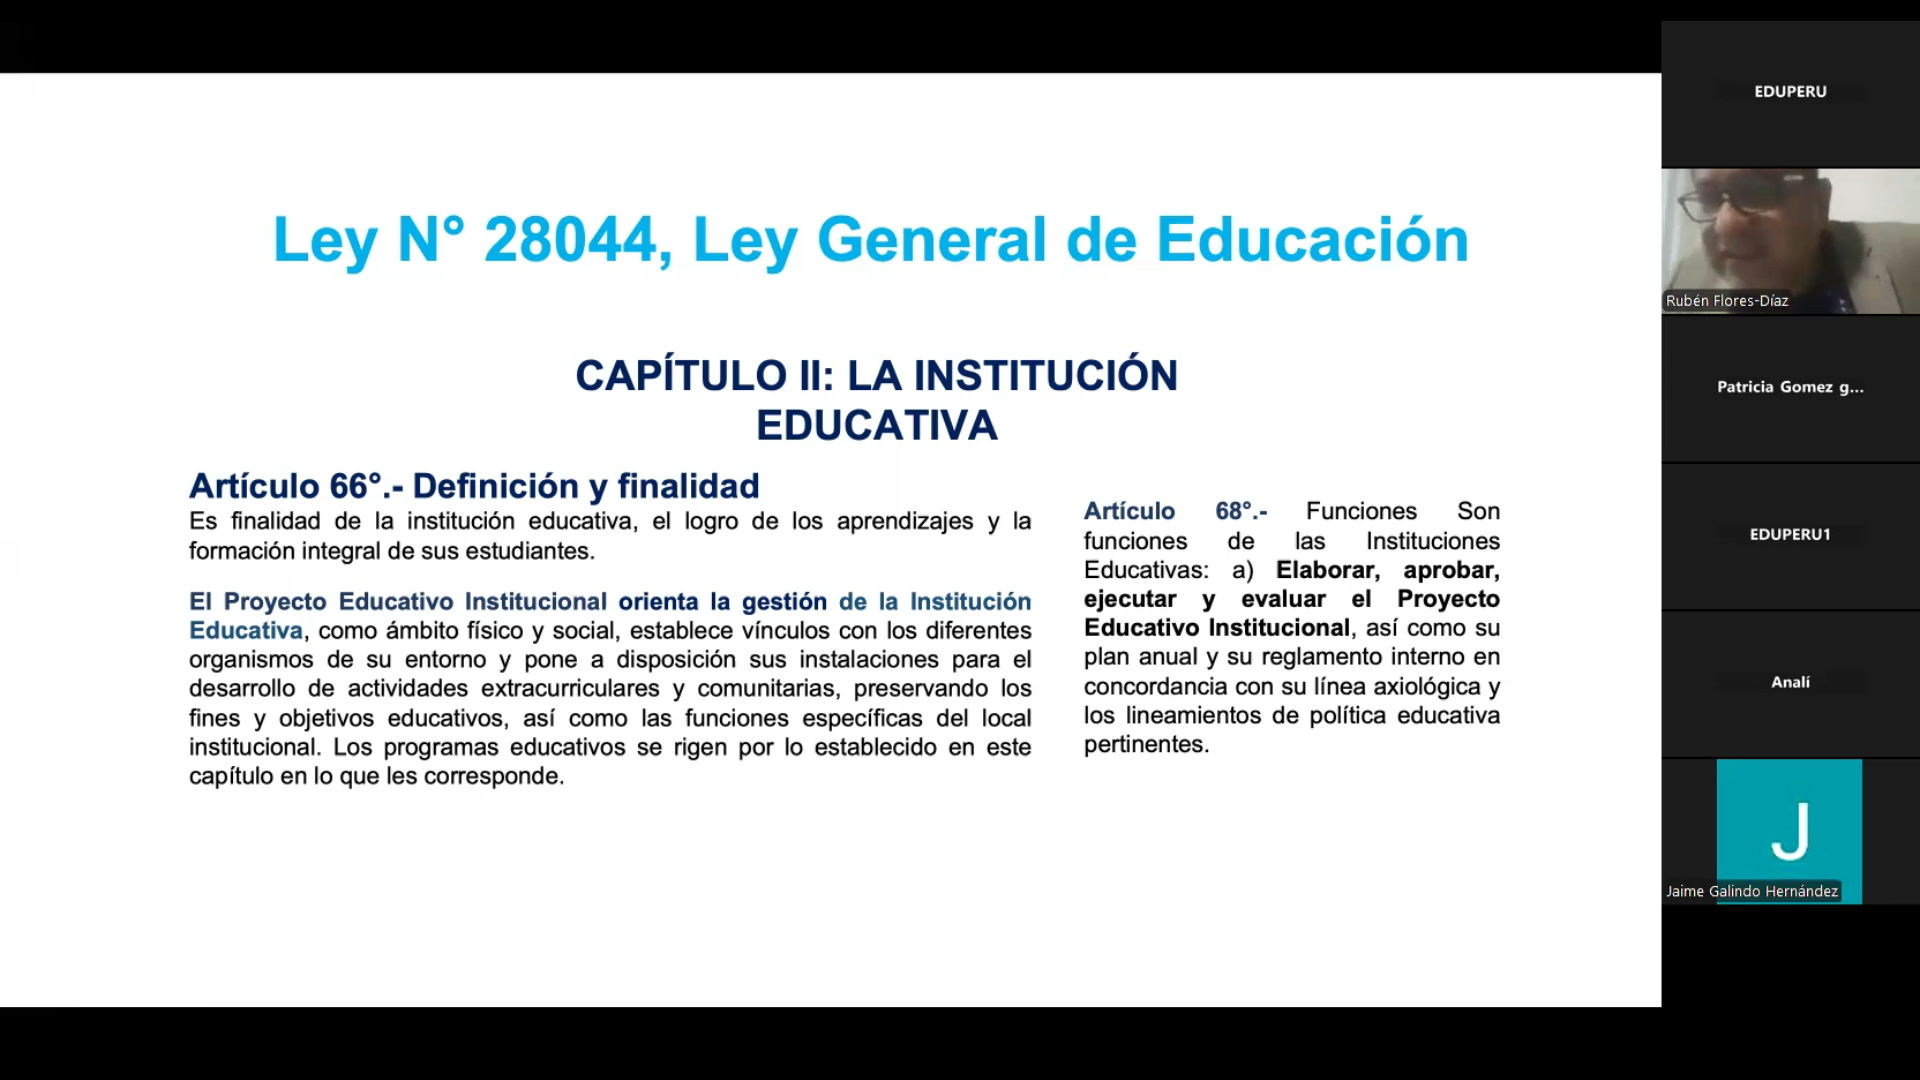 Ley N° 28044, Ley General de Educación
CAPÍTULO II: LA INSTITUCIÓN
EDUCATIVA
Artículo 66°.- Definición y finalidad
Es finalidad de la institución educativa, el logro de los aprendizajes y la
formación integral de sus estudiantes.
El Proyecto Educativo Institucional orienta la gestión de la Institución
Educativa, como ámbito físico y social, establece vínculos con los diferentes
organismos de su entorno y pone a disposición sus instalaciones para el
desarrollo de actividades extracurriculares y comunitarias, preservando los
fines y objetivos educativos, así como las funciones específicas del local
institucional. Los programas educativos se rigen por lo establecido en este
capítulo en lo que les corresponde.
Artículo 68°.- Funciones Son
funciones de las Instituciones
Educativas: a) Elaborar, aprobar,
ejecutar y evaluar el Proyecto
Educativo Institucional, así como su
plan anual y su reglamento interno en
concordancia con su línea axiológica y
los lineamientos de política educativa
pertinentes.
EDUPERU
Rubén Flores-Díaz
Patricia Gomez g...
EDUPERU1
Analí
J
Jaime Galindo Hernández